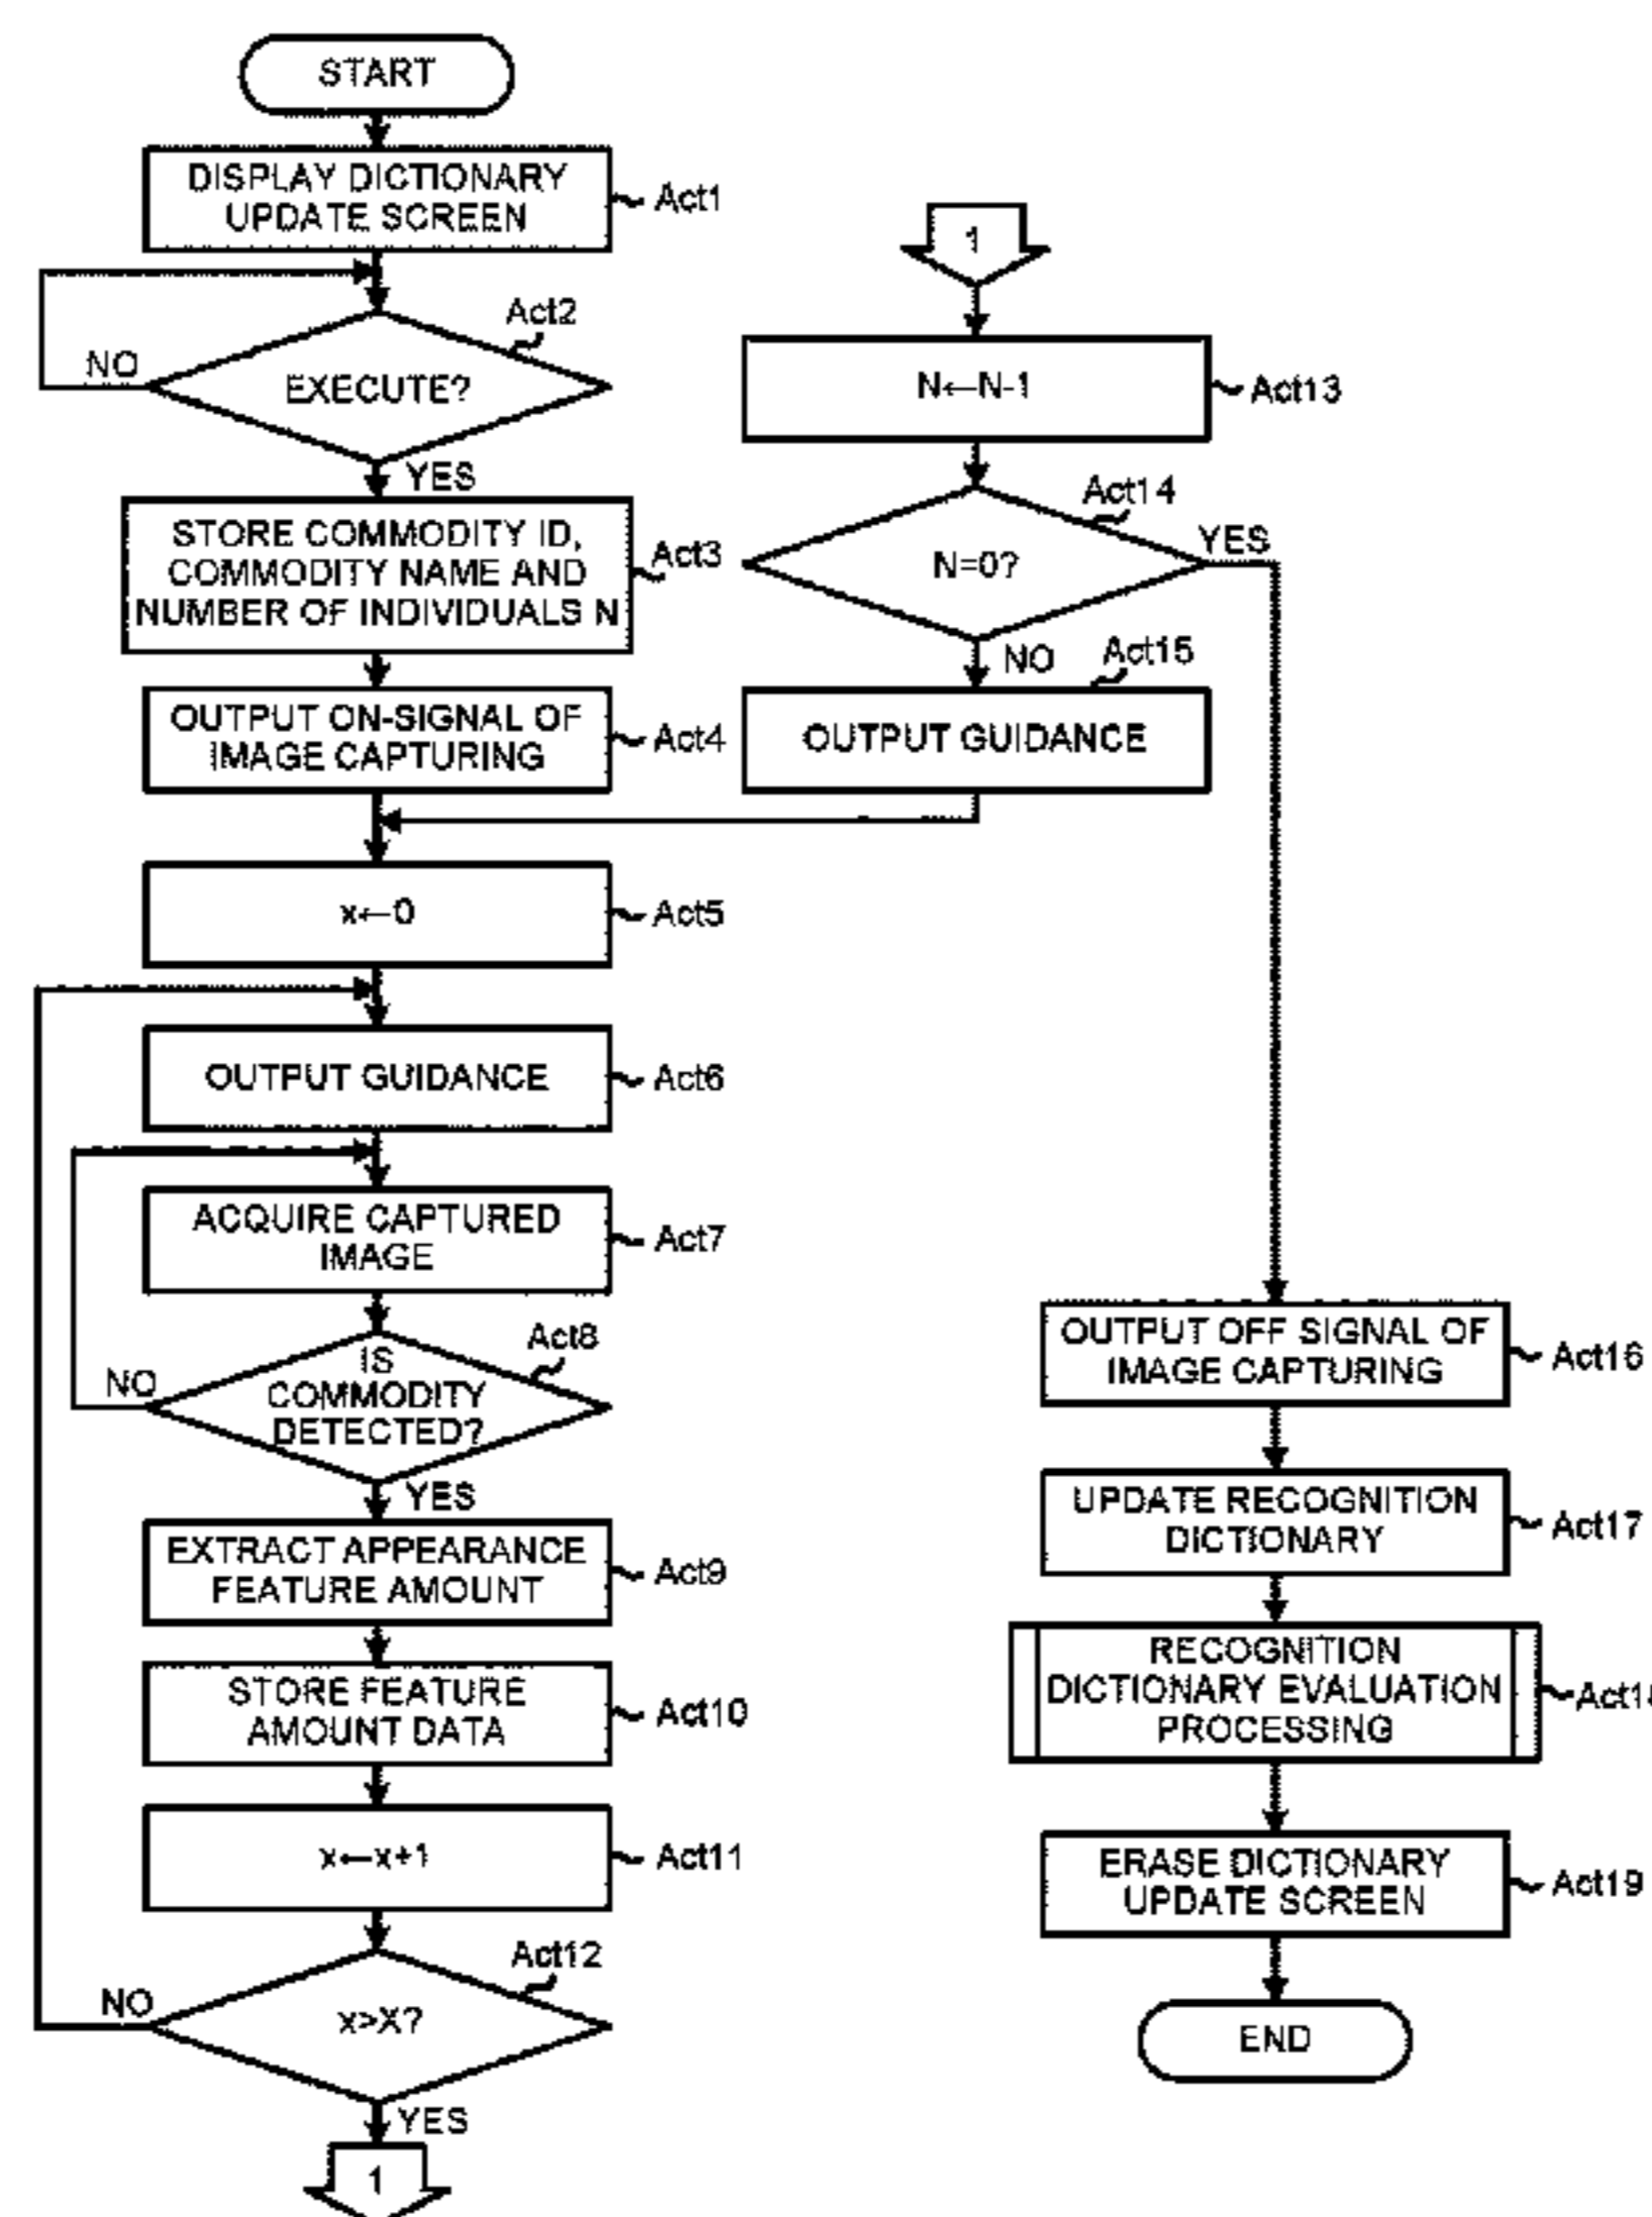 START
DISPLAY DICTIONARY
UPDATE SCREEN
Act1
Act2
NO
EXECUTE?
YES
STORE COMMODITY ID,
COMMODITY NAME AND
NUMBER OF INDIVIDUALS N
Act3
OUTPUT ON-SIGNAL OF
IMAGE CAPTURING
Act4
x←0
Act5
OUTPUT GUIDANCE
Act6
ACQUIRE CAPTURED
IMAGE
Act7
Act8
NO
IS
COMMODITY
DETECTED?
YES
EXTRACT APPEARANCE
FEATURE AMOUNT
Act9
STORE FEATURE
AMOUNT DATA
Act10
x←x+1
Act11
Act12
NO
x>X?
YES
1
1
N←N-1
Act13
Act14
YES
N=0?
NO
Act15
OUTPUT GUIDANCE
OUTPUT OFF SIGNAL OF
IMAGE CAPTURING
Act16
UPDATE RECOGNITION
DICTIONARY
Act17
RECOGNITION
DICTIONARY EVALUATION
PROCESSING
ERASE DICTIONARY
UPDATE SCREEN
Act19
END